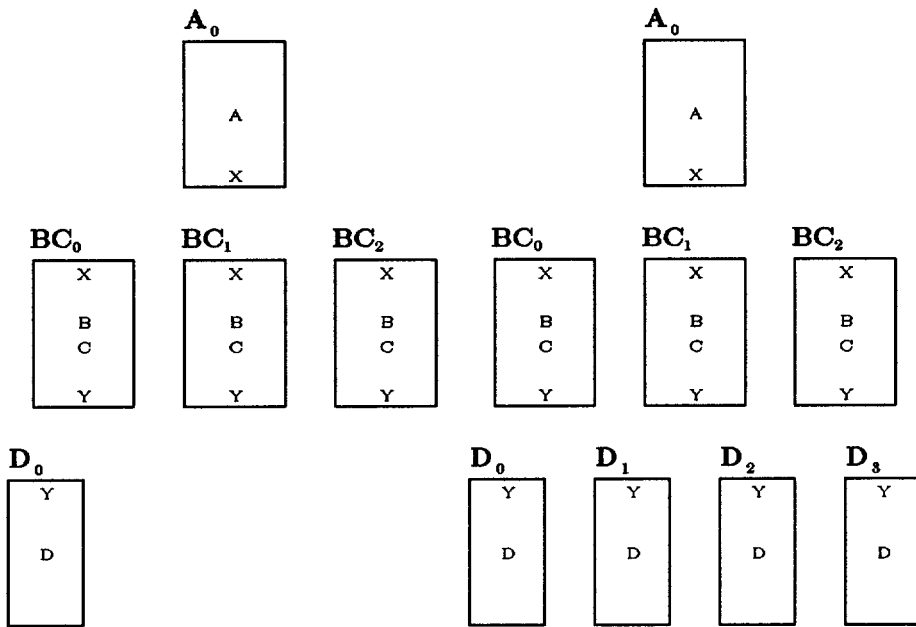 A₀ A₀
A A
X X
BC₀ BC₁ BC₂ BC₀ BC₁ BC₂
X X X X X X
B B B B B B
C C C C C C
Y Y Y Y Y Y
D₀ D₀ D₁ D₂ D₃
Y Y Y Y Y
D D D D D